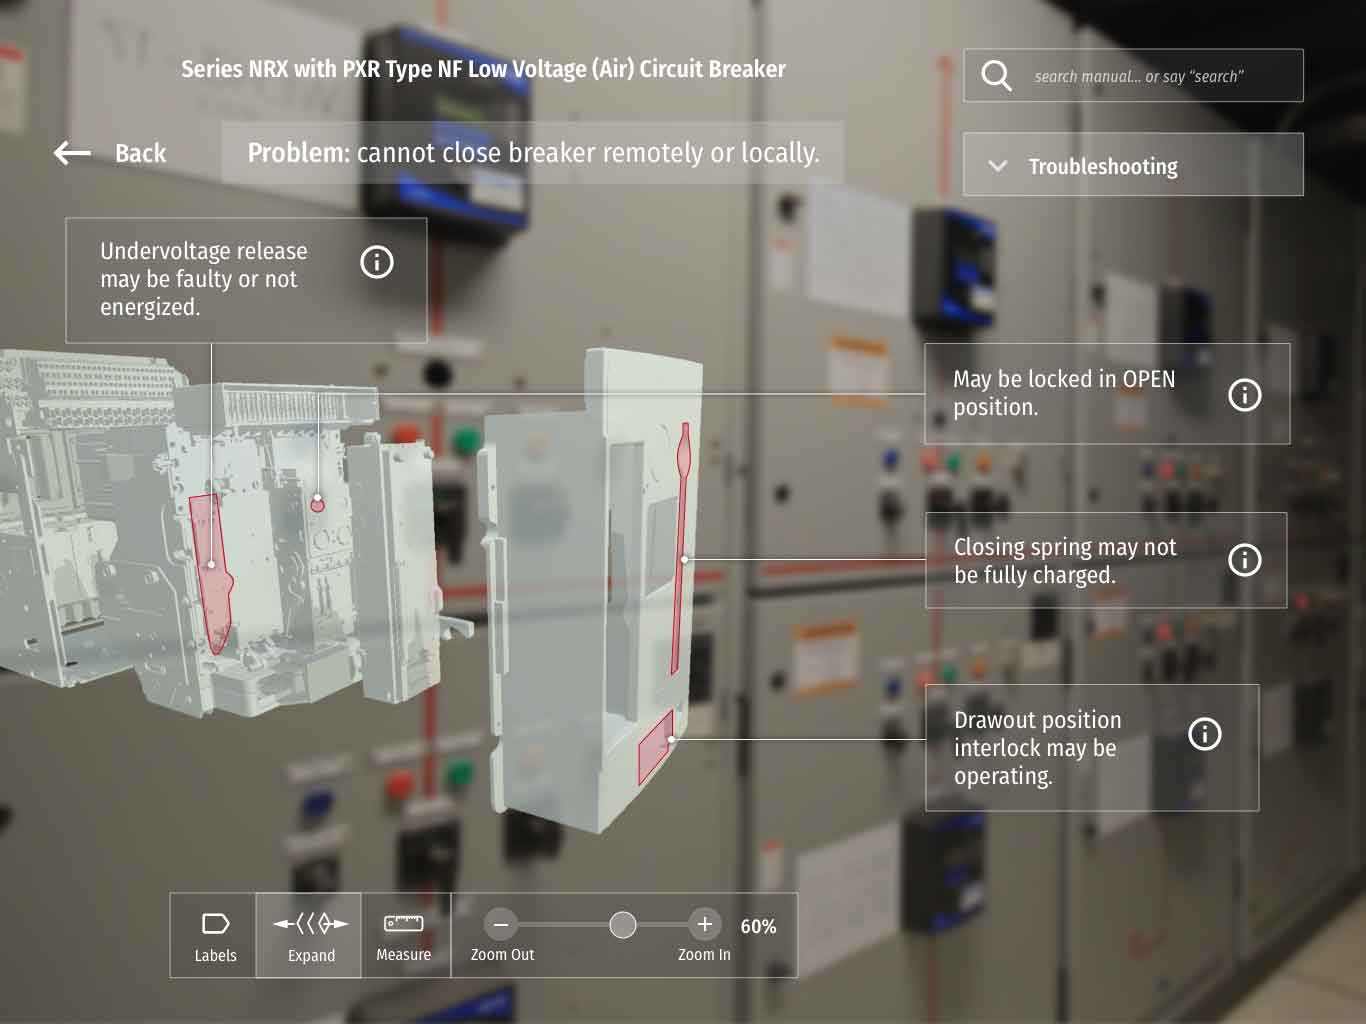 Series NRX with PXR Type NF Low Voltage (Air) Circuit Breaker
search manual... or say “search”
Back
Problem: cannot close breaker remotely or locally.
Troubleshooting
Undervoltage release
may be faulty or not
energized.
May be locked in OPEN
position.
Closing spring may not
be fully charged.
Drawout position
interlock may be
operating.
Labels
Expand
Measure
Zoom Out
Zoom In
60%